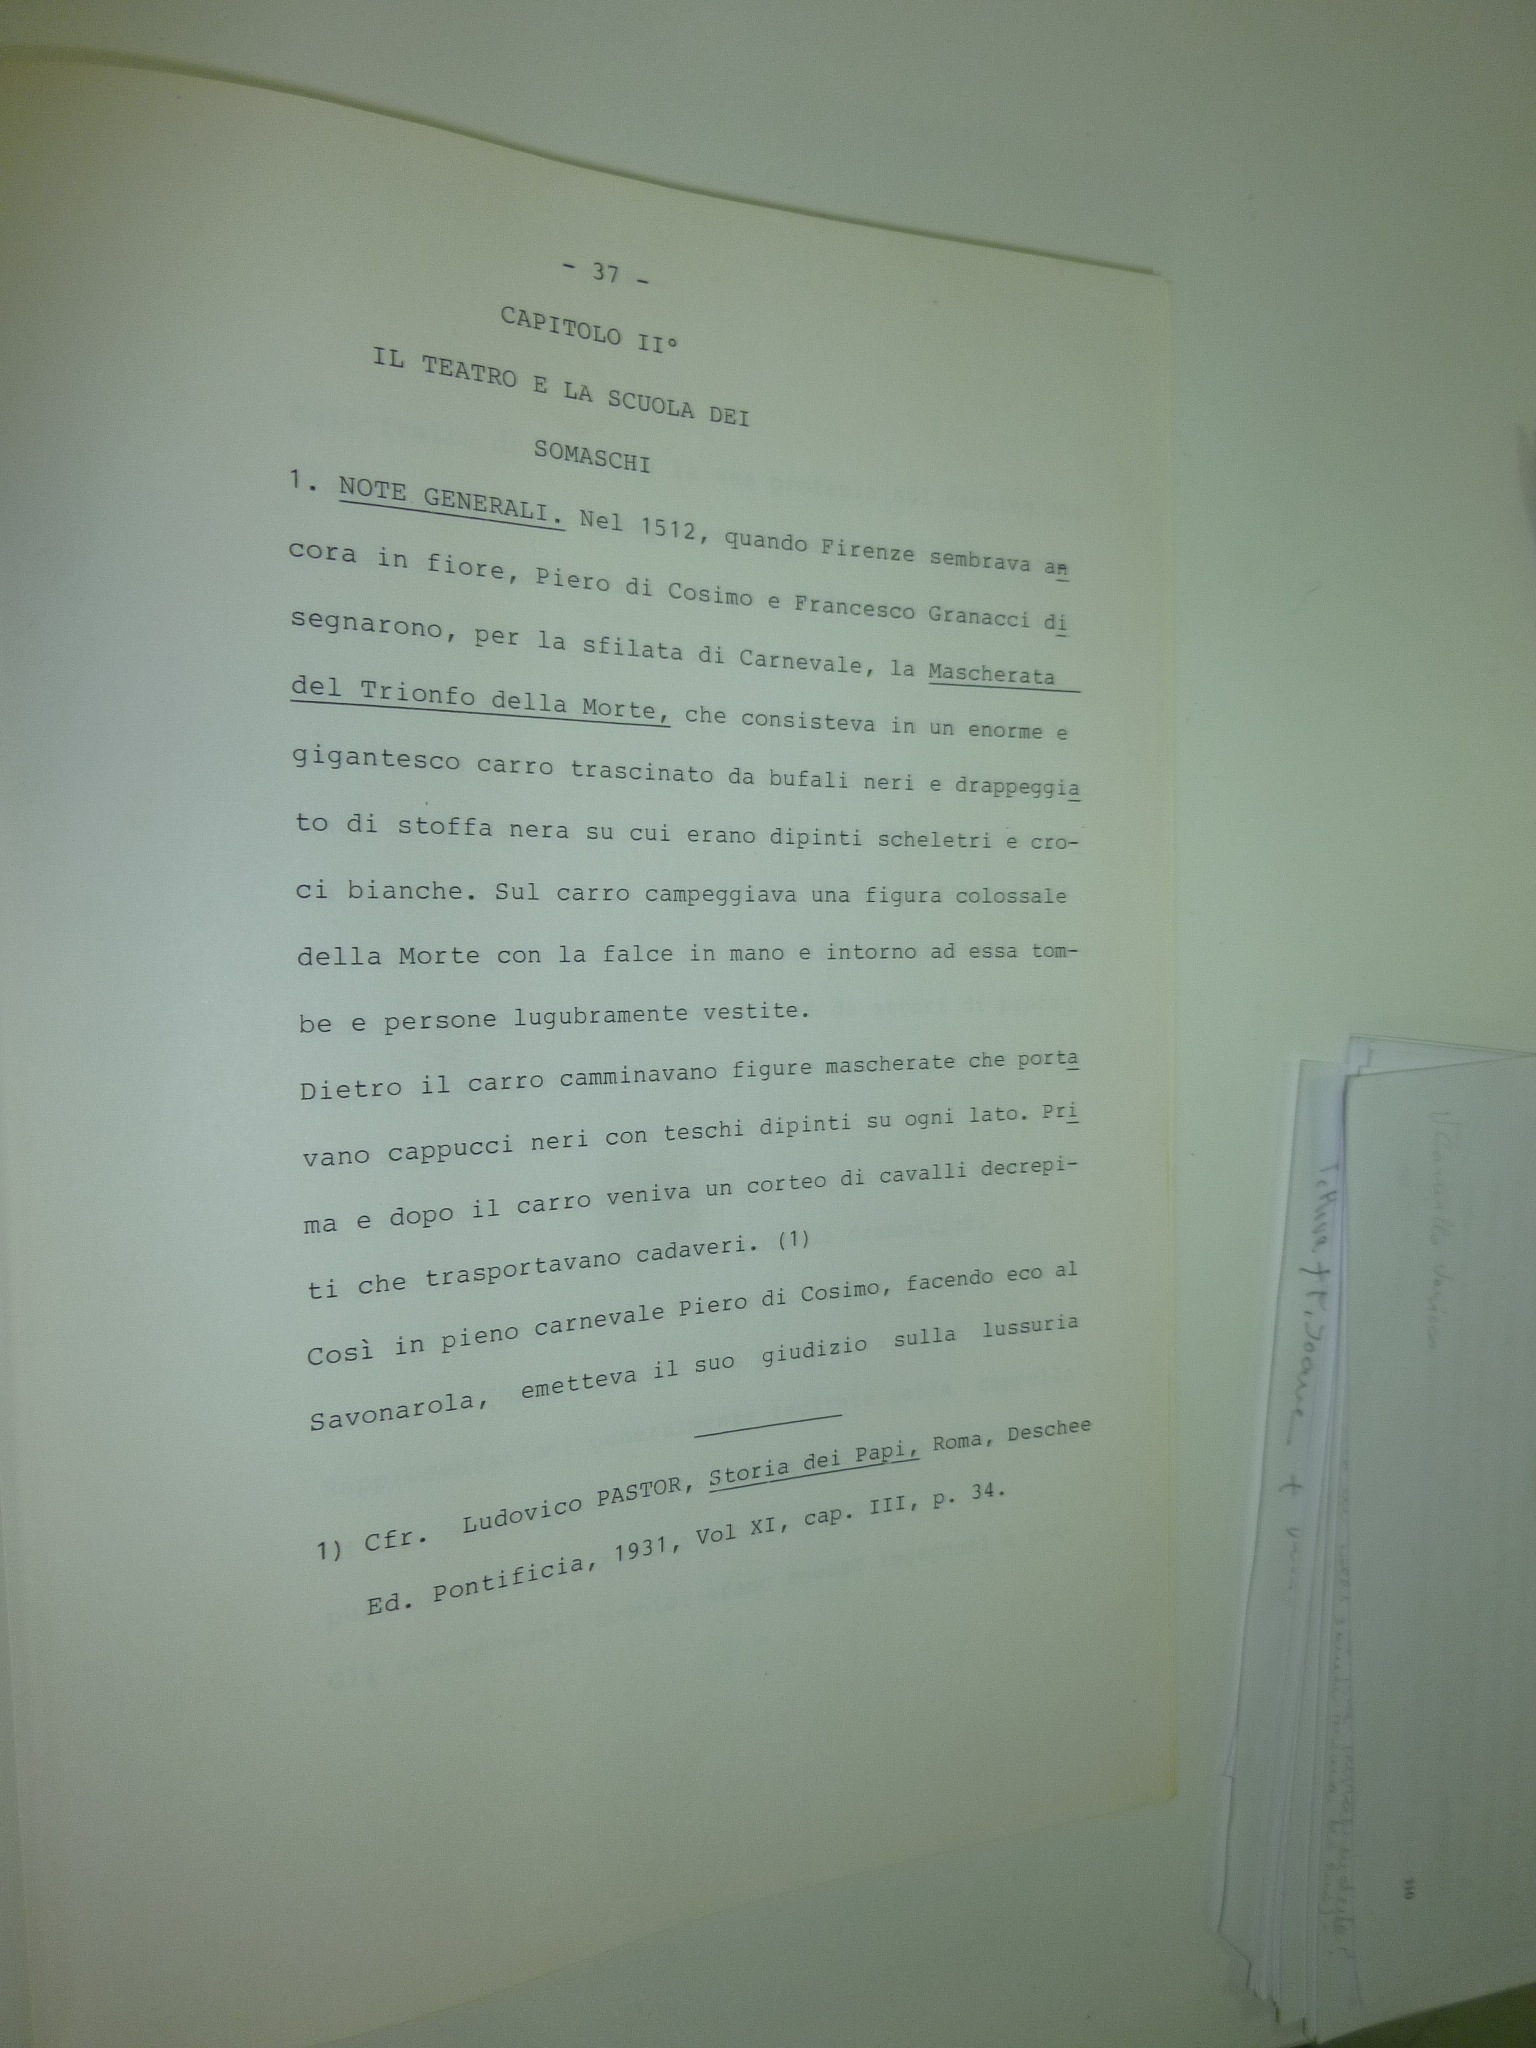 - 37 -
CAPITOLO II°
IL TEATRO E LA SCUOLA DEI
SOMASCHI
1. NOTE GENERALI. Nel 1512, quando Firenze sembrava an
cora in fiore, Piero di Cosimo e Francesco Granacci di
segnarono, per la sfilata di Carnevale, la Mascherata
del Trionfo della Morte, che consisteva in un enorme e
gigantesco carro trascinato da bufali neri e drappeggia
to di stoffa nera su cui erano dipinti scheletri e cro-
ci bianche. Sul carro campeggiava una figura colossale
della Morte con la falce in mano e intorno ad essa tom-
be e persone lugubramente vestite.
Dietro il carro camminavano figure mascherate che porta
vano cappucci neri con teschi dipinti su ogni lato. Pri
ma e dopo il carro veniva un corteo di cavalli decrepi-
ti che trasportavano cadaveri. (1)
Così in pieno carnevale Piero di Cosimo, facendo eco al
Savonarola, emetteva il suo giudizio sulla lussuria
1) Cfr. Ludovico PASTOR, Storia dei Papi, Roma, Deschee
Ed. Pontificia, 1931, Vol XI, cap. III, p. 34.